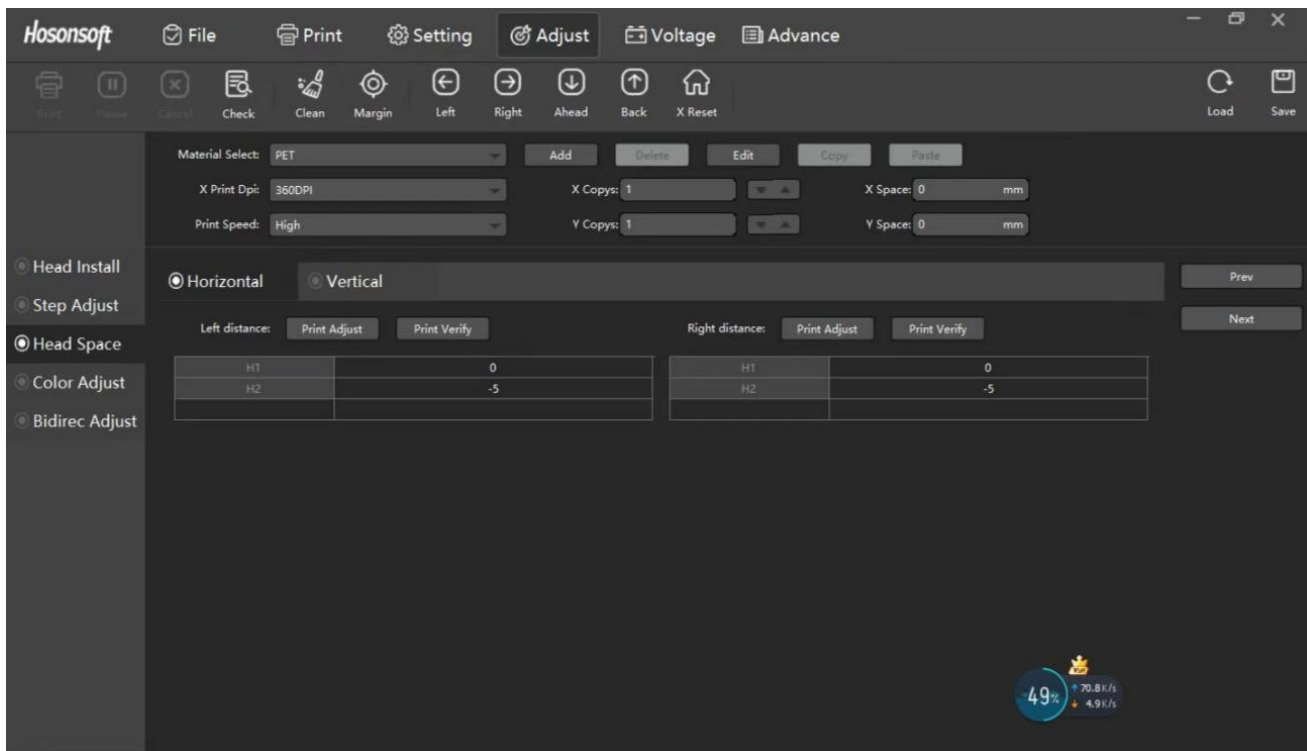 Hosonsoft File Print Setting Adjust Voltage Advance
Print Pause Cancel Check Clean Margin Left Right Ahead Back X Reset Load Save
Material Select: PET Add Delete Edit Copy Paste
X Print Dpi: 360DPI X Copys: 1 X Space: 0 mm
Print Speed: High Y Copys: 1 Y Space: 0 mm
Head Install
Step Adjust
Head Space
Color Adjust
Bidirec Adjust
Horizontal Vertical
Prev
Next
Left distance: Print Adjust Print Verify
H1 0
H2 -5
Right distance: Print Adjust Print Verify
H1 0
H2 -5
49%
70.8K/s
4.9K/s